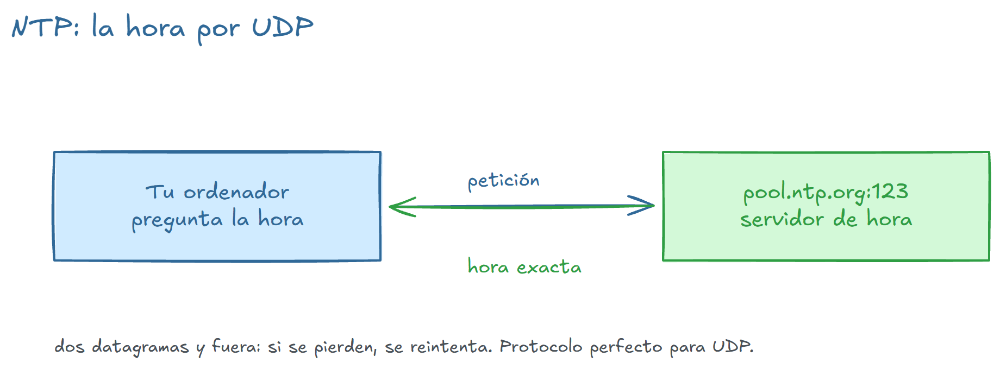 NTP: la hora por UDP
Tu ordenador
pregunta la hora
petición
pool.ntp.org:123
servidor de hora
hora exacta
dos datagramas y fuera: si se pierden, se reintenta. Protocolo perfecto para UDP.